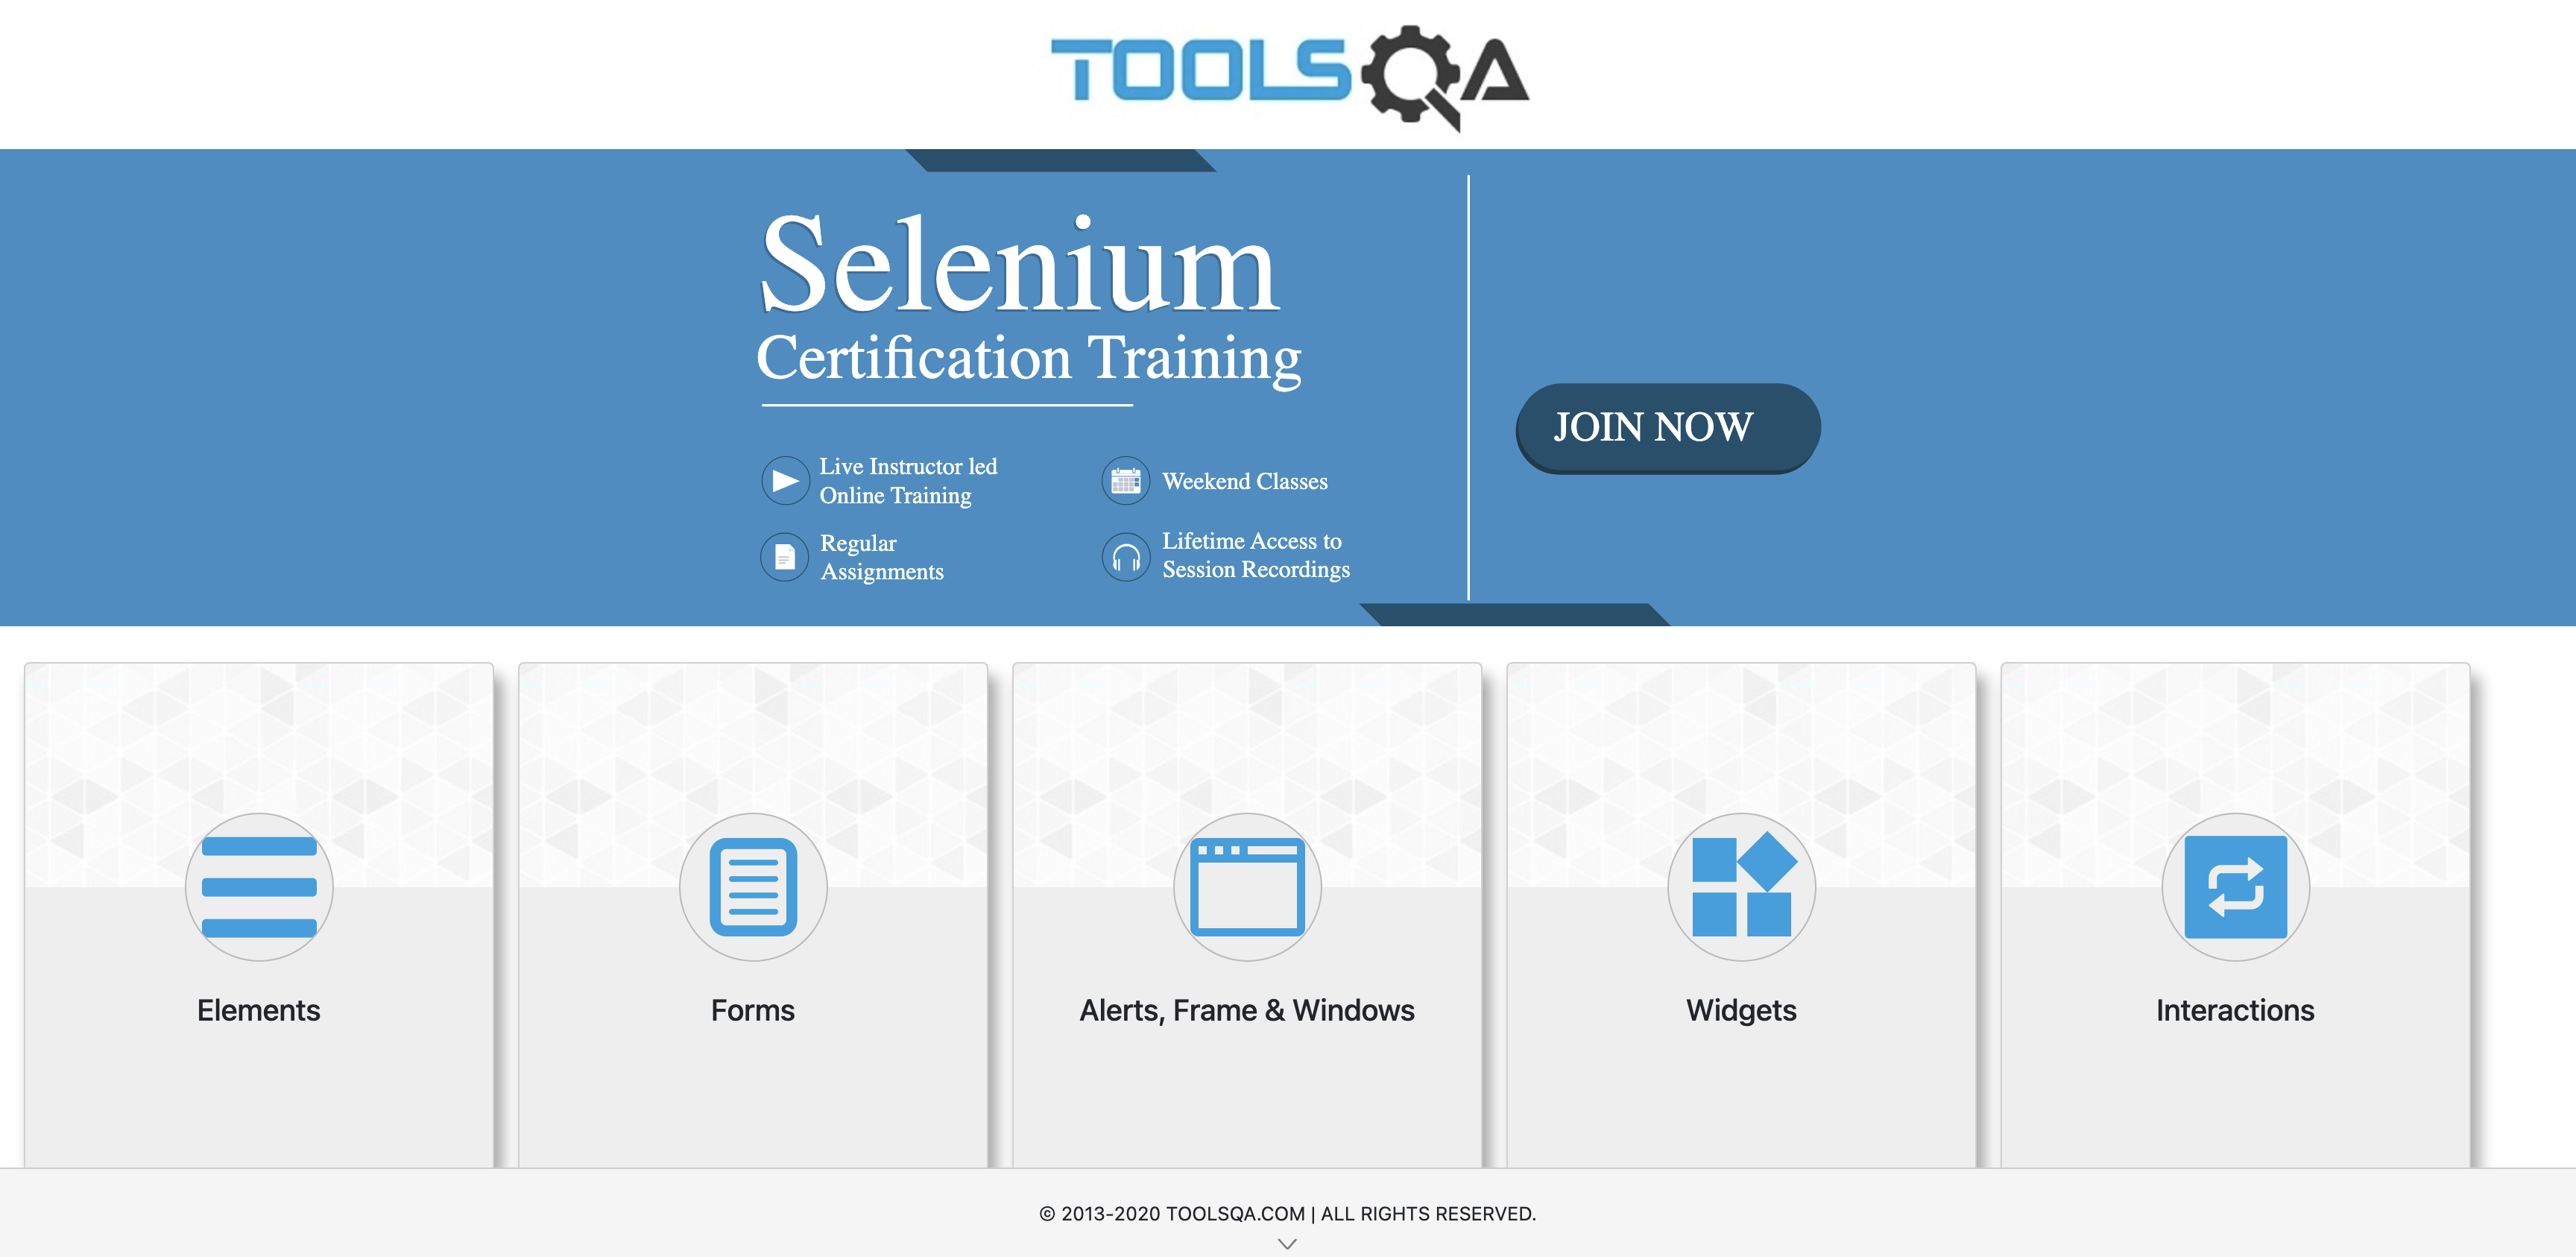 TOOLSQA
Selenium
Certification Training
Live Instructor led
Online Training
Weekend Classes
Regular
Assignments
Lifetime Access to
Session Recordings
JOIN NOW
Elements
Forms
Alerts, Frame & Windows
Widgets
Interactions
© 2013-2020 TOOLSQA.COM | ALL RIGHTS RESERVED.